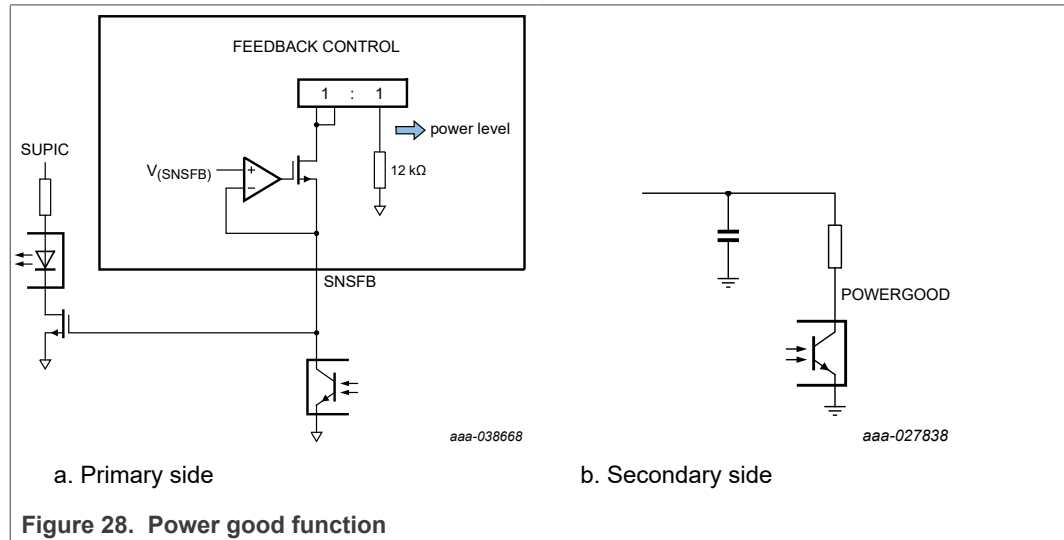 FEEDBACK CONTROL
1 : 1
power level
SUPIC
V(SNSFB)
+
−
12 kΩ
SNSFB
POWERGOOD
aaa-038668
aaa-027838
a. Primary side
b. Secondary side
Figure 28. Power good function